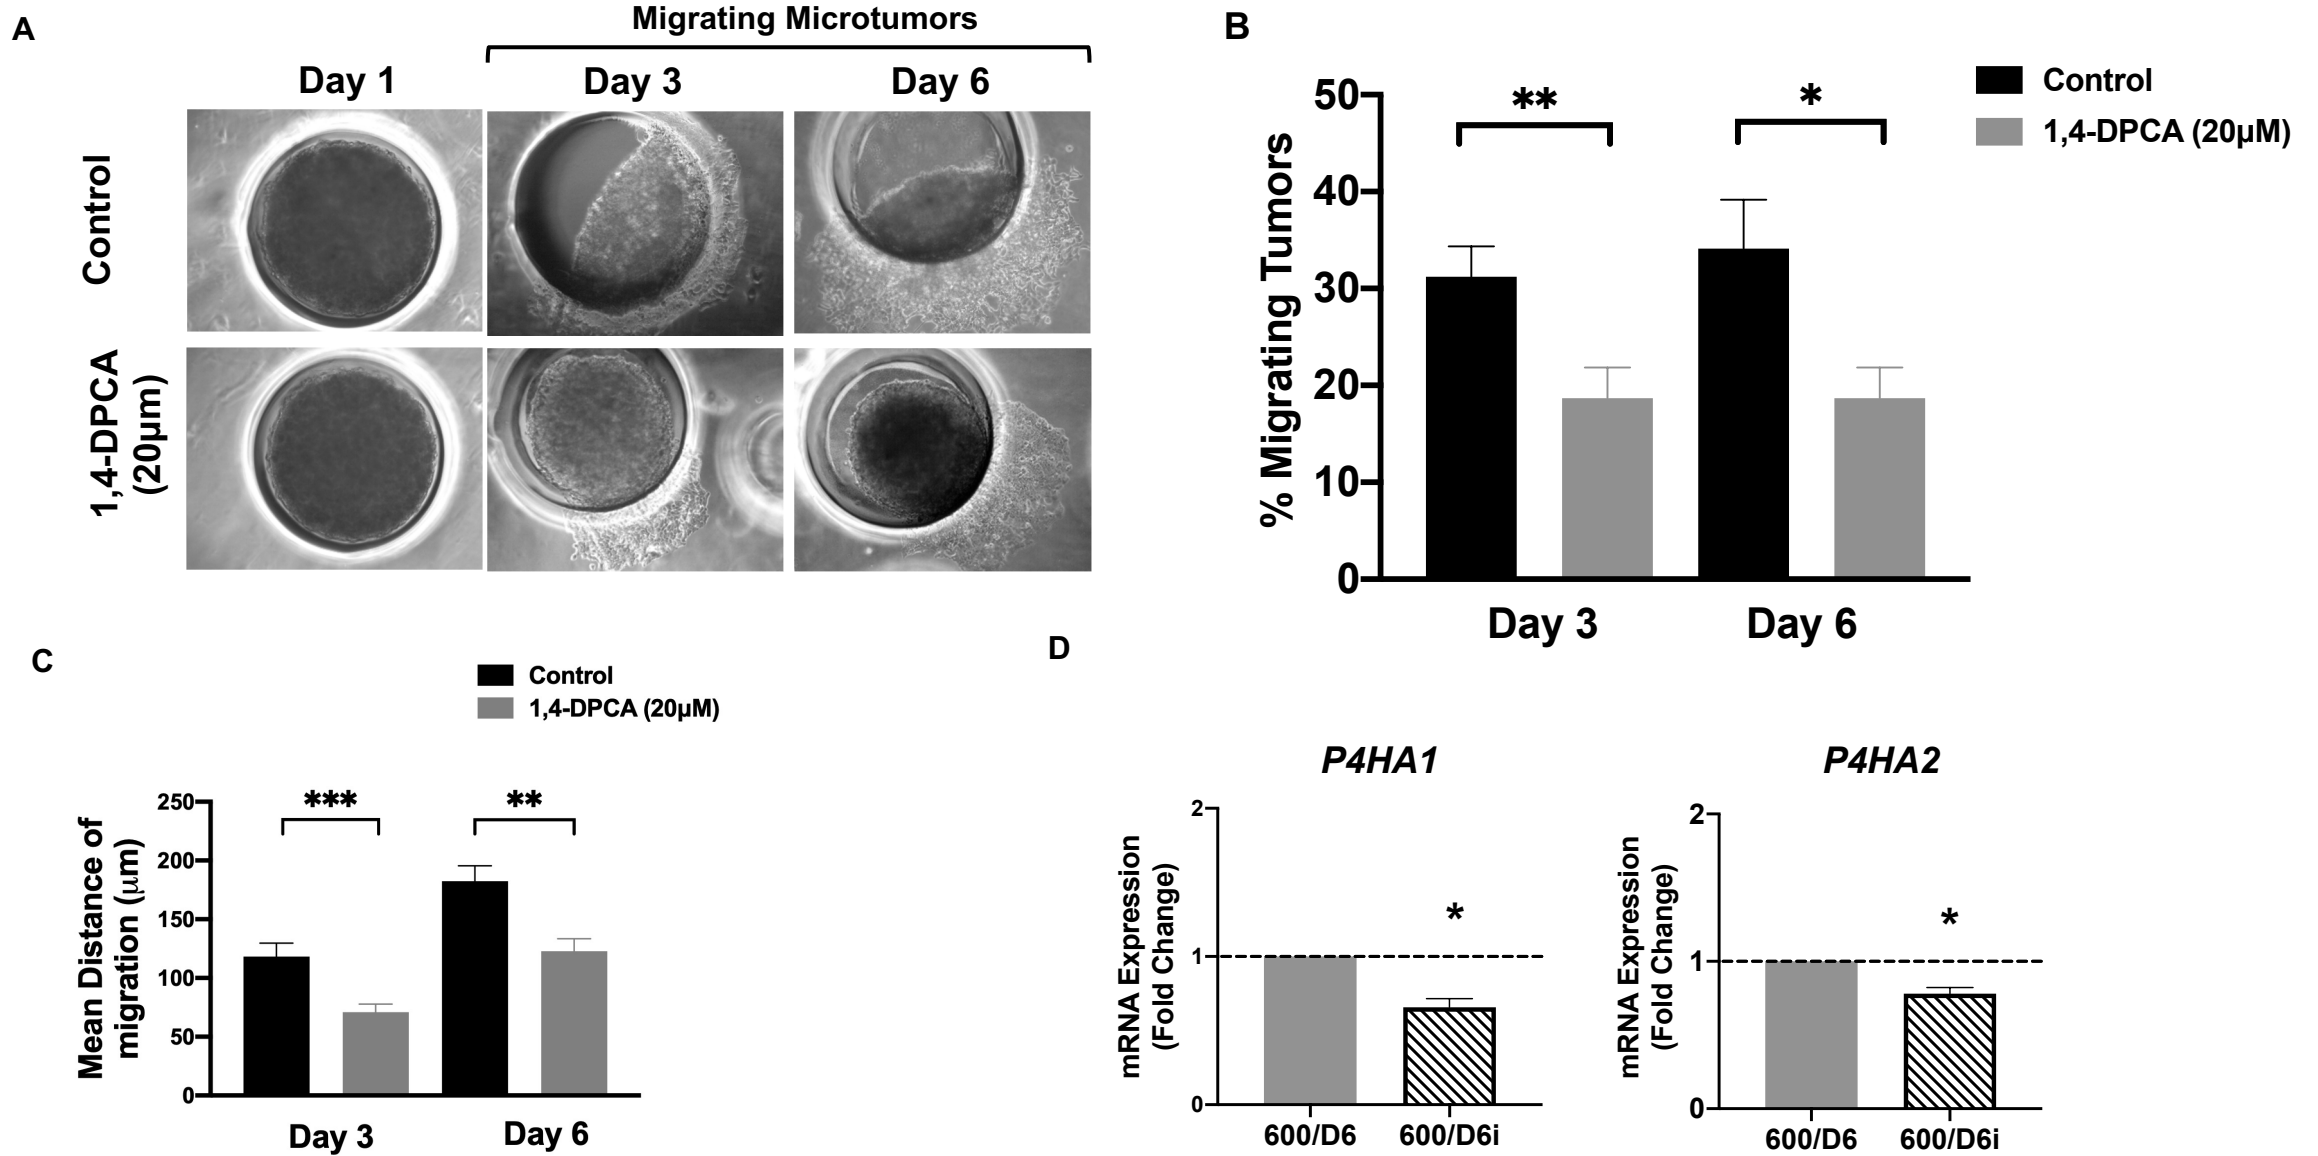 A
Migrating Microtumors
Day 1
Day 3
Day 6
Control
1,4-DPCA
(20μm)
B
Control
1,4-DPCA (20μM)
% Migrating Tumors
50
40
30
20
10
0
**
*
Day 3
Day 6
C
Control
1,4-DPCA (20μM)
Mean Distance of
migration (μm)
250
200
150
100
50
0
***
**
Day 3
Day 6
D
P4HA1
mRNA Expression
(Fold Change)
2
1
0
*
600/D6
600/D6i
P4HA2
mRNA Expression
(Fold Change)
2
1
0
*
600/D6
600/D6i